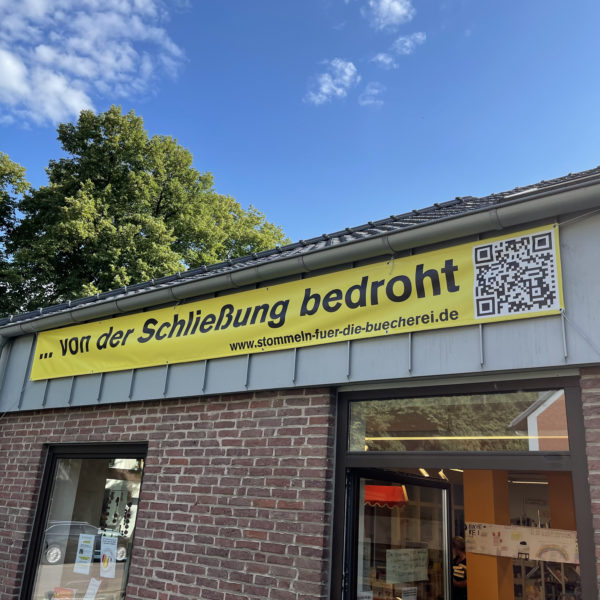 ... von der Schließung bedroht
www.stommeln-fuer-die-buecherei.de